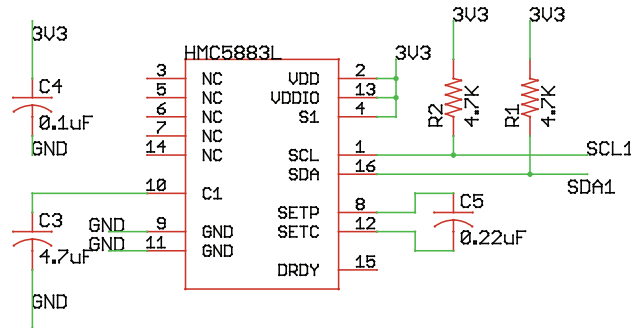 3V3
3V3
3V3
3V3
HMC5883L
C4
0.1uF
GND
3 NC
5 NC
6 NC
7 NC
14 NC
10 C1
9 GND
11 GND
VDD 2
VDDIO 13
S1 4
SCL 1
SDA 16
SETP 8
SETC 12
DRDY 15
R2
4.7K
R1
4.7K
SCL1
SDA1
C3
4.7uF
GND
GND
GND
C5
0.22uF